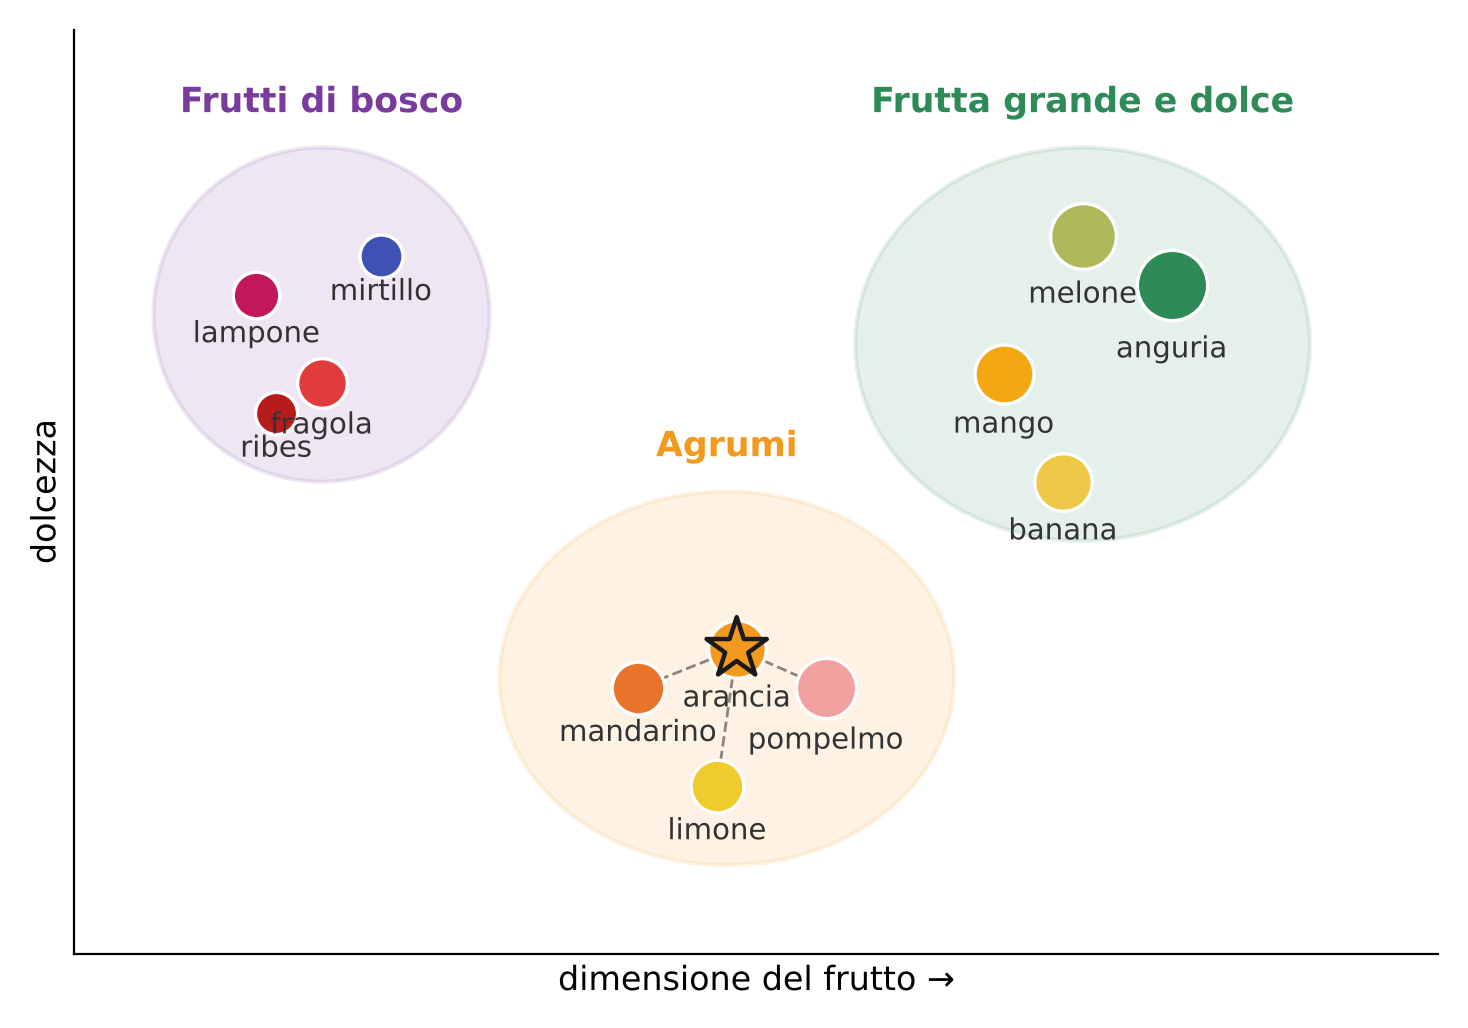 Frutti di bosco
Frutta grande e dolce
mirtillo
melone
lampone
anguria
fragola
mango
ribes
Agrumi
banana
dolcezza
arancia
mandarino
pompelmo
limone
dimensione del frutto →